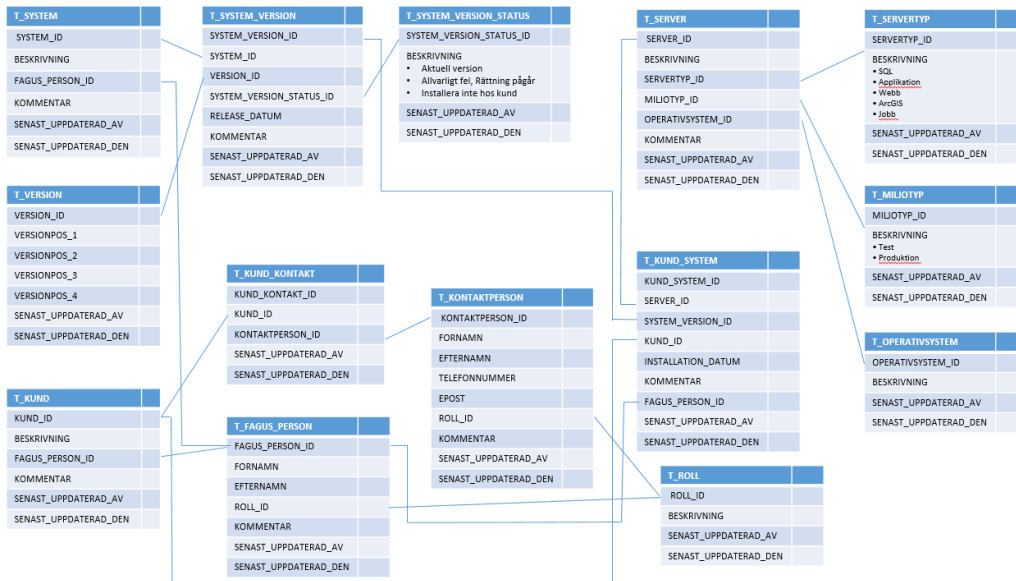 T_SYSTEM
SYSTEM_ID
BESKRIVNING
FAGUS_PERSON_ID
KOMMENTAR
SENAST_UPPDATERAD_AV
SENAST_UPPDATERAD_DEN
T_SYSTEM_VERSION
SYSTEM_VERSION_ID
SYSTEM_ID
VERSION_ID
SYSTEM_VERSION_STATUS_ID
RELEASE_DATUM
KOMMENTAR
SENAST_UPPDATERAD_AV
SENAST_UPPDATERAD_DEN
T_SYSTEM_VERSION_STATUS
SYSTEM_VERSION_STATUS_ID
BESKRIVNING
• Aktuell version
• Allvarligt fel, Rättning pågår
• Installera inte hos kund
SENAST_UPPDATERAD_AV
SENAST_UPPDATERAD_DEN
T_SERVER
SERVER_ID
BESKRIVNING
SERVERTYP_ID
MILJOTYP_ID
OPERATIVSYSTEM_ID
KOMMENTAR
SENAST_UPPDATERAD_AV
SENAST_UPPDATERAD_DEN
T_SERVERTYP
SERVERTYP_ID
BESKRIVNING
• SQL
• Applikation
• Webb
• ArcGIS
• Jobb
SENAST_UPPDATERAD_AV
SENAST_UPPDATERAD_DEN
T_VERSION
VERSION_ID
VERSIONPOS_1
VERSIONPOS_2
VERSIONPOS_3
VERSIONPOS_4
SENAST_UPPDATERAD_AV
SENAST_UPPDATERAD_DEN
T_MILJOTYP
MILJOTYP_ID
BESKRIVNING
• Test
• Produktion
SENAST_UPPDATERAD_AV
SENAST_UPPDATERAD_DEN
T_KUND_KONTAKT
KUND_KONTAKT_ID
KUND_ID
KONTAKTPERSON_ID
SENAST_UPPDATERAD_AV
SENAST_UPPDATERAD_DEN
T_KONTAKTPERSON
KONTAKTPERSON_ID
FORNAMN
EFTERNAMN
TELEFONNUMMER
EPOST
ROLL_ID
KOMMENTAR
SENAST_UPPDATERAD_AV
SENAST_UPPDATERAD_DEN
T_KUND_SYSTEM
KUND_SYSTEM_ID
SERVER_ID
SYSTEM_VERSION_ID
KUND_ID
INSTALLATION_DATUM
KOMMENTAR
FAGUS_PERSON_ID
SENAST_UPPDATERAD_AV
SENAST_UPPDATERAD_DEN
T_OPERATIVSYSTEM
OPERATIVSYSTEM_ID
BESKRIVNING
SENAST_UPPDATERAD_AV
SENAST_UPPDATERAD_DEN
T_KUND
KUND_ID
BESKRIVNING
FAGUS_PERSON_ID
KOMMENTAR
SENAST_UPPDATERAD_AV
SENAST_UPPDATERAD_DEN
T_FAGUS_PERSON
FAGUS_PERSON_ID
FORNAMN
EFTERNAMN
ROLL_ID
KOMMENTAR
SENAST_UPPDATERAD_AV
SENAST_UPPDATERAD_DEN
T_ROLL
ROLL_ID
BESKRIVNING
SENAST_UPPDATERAD_AV
SENAST_UPPDATERAD_DEN